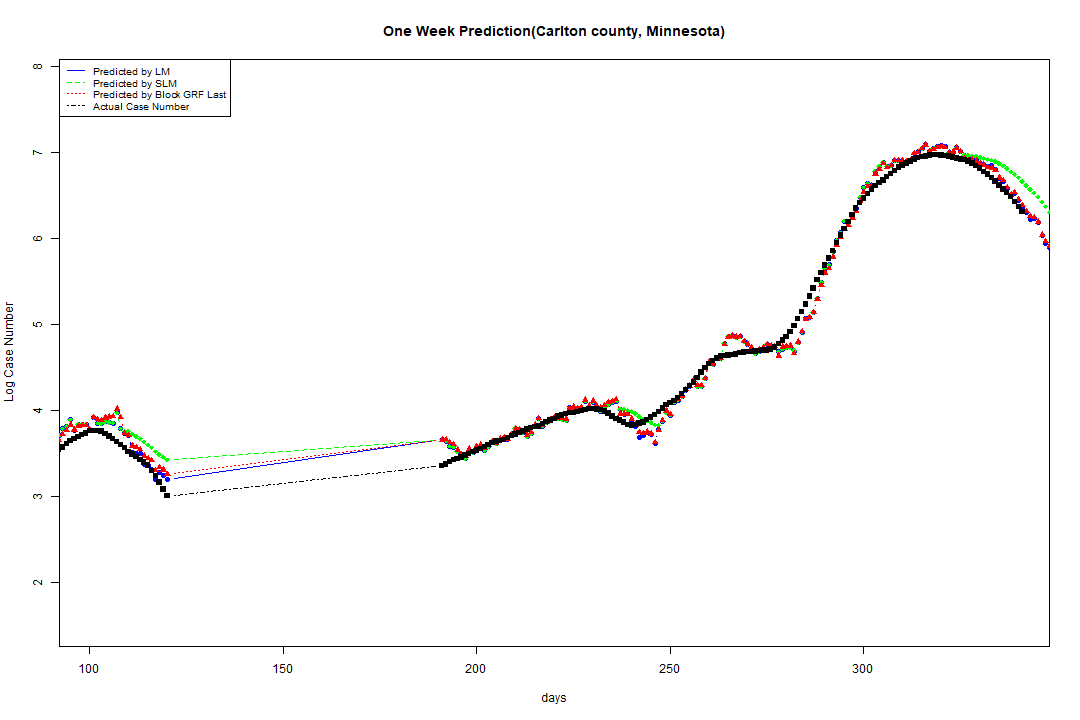 One Week Prediction(Carlton county, Minnesota)
8
Predicted by LM
Predicted by SLM
Predicted by Block GRF Last
Actual Case Number
7
6
5
4
3
2
Log Case Number
100 150 200 250 300
days